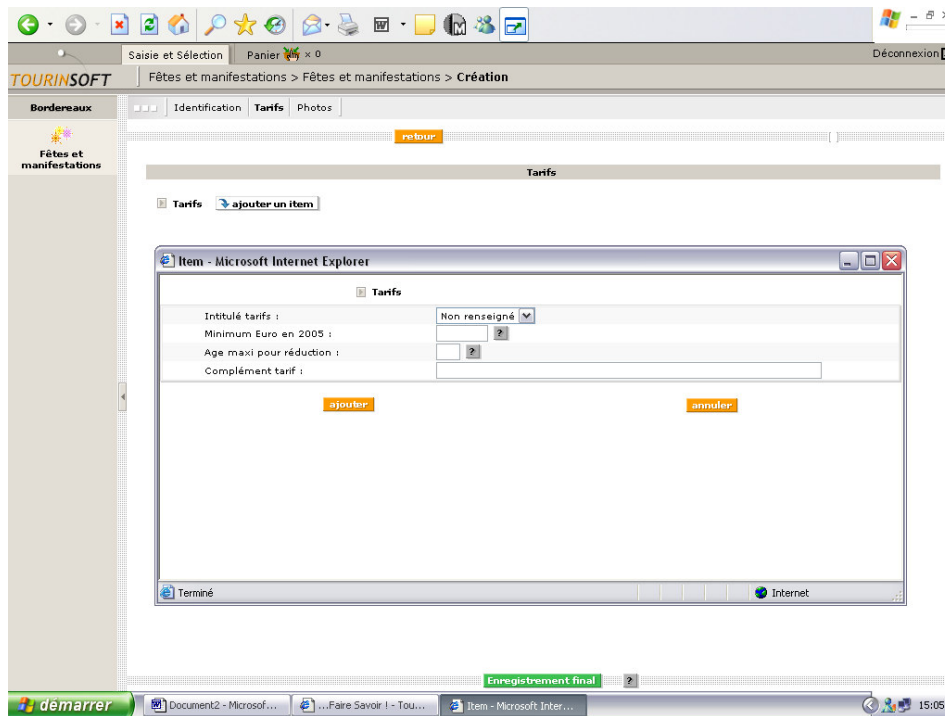 Saisie et Sélection Panier × 0 Déconnexion
TOURINSOFT Fêtes et manifestations > Fêtes et manifestations > Création
Bordereaux Identification Tarifs Photos
retour
Fêtes et
manifestations
Tarifs
Tarifs ajouter un item
Item - Microsoft Internet Explorer
Tarifs
Intitulé tarifs : Non renseigné
Minimum Euro en 2005 : ?
Age maxi pour réduction : ?
Complément tarif :
ajouter annuler
Terminé Internet
Enregistrement final ?
démarrer Document2 - Microsof... ...Faire Savoir ! - Tou... Item - Microsoft Inter... 15:05